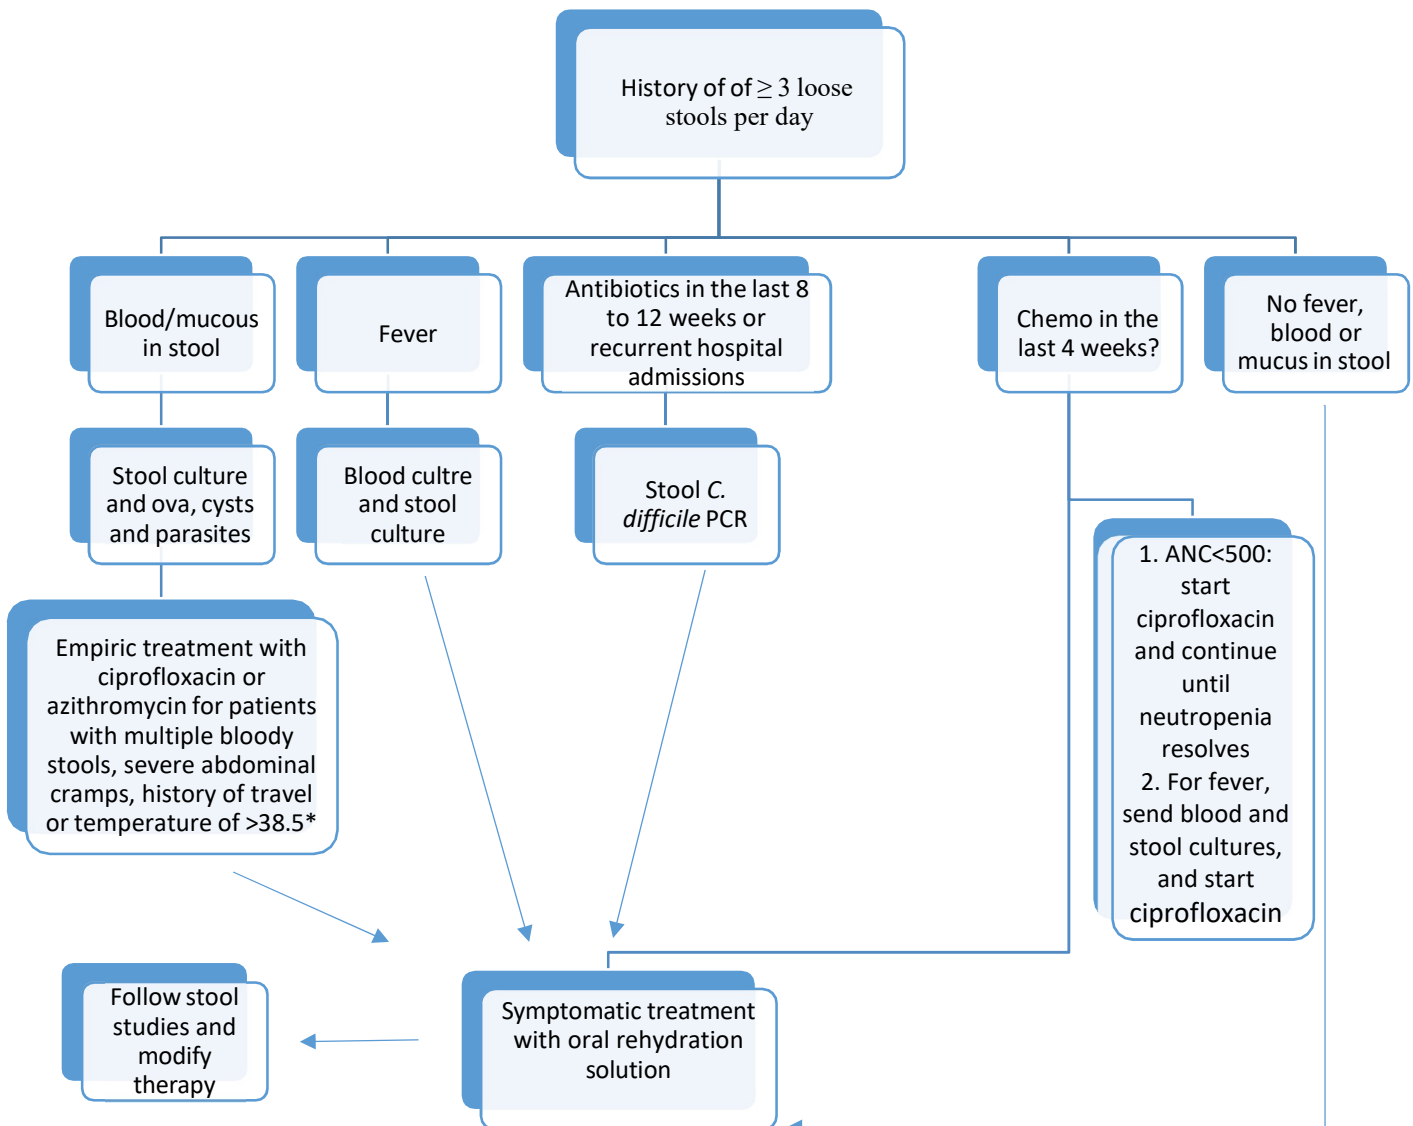 History of of ≥ 3 loose
stools per day
Blood/mucous
in stool
Fever
Antibiotics in the last 8
to 12 weeks or
recurrent hospital
admissions
Chemo in the
last 4 weeks?
No fever,
blood or
mucus in stool
Stool culture
and ova, cysts
and parasites
Blood cultre
and stool
culture
Stool C.
difficile PCR
Empiric treatment with
ciprofloxacin or
azithromycin for patients
with multiple bloody
stools, severe abdominal
cramps, history of travel
or temperature of >38.5*
1. ANC<500:
start
ciprofloxacin
and continue
until
neutropenia
resolves
2. For fever,
send blood and
stool cultures,
and start
ciprofloxacin
Follow stool
studies and
modify
therapy
Symptomatic treatment
with oral rehydration
solution